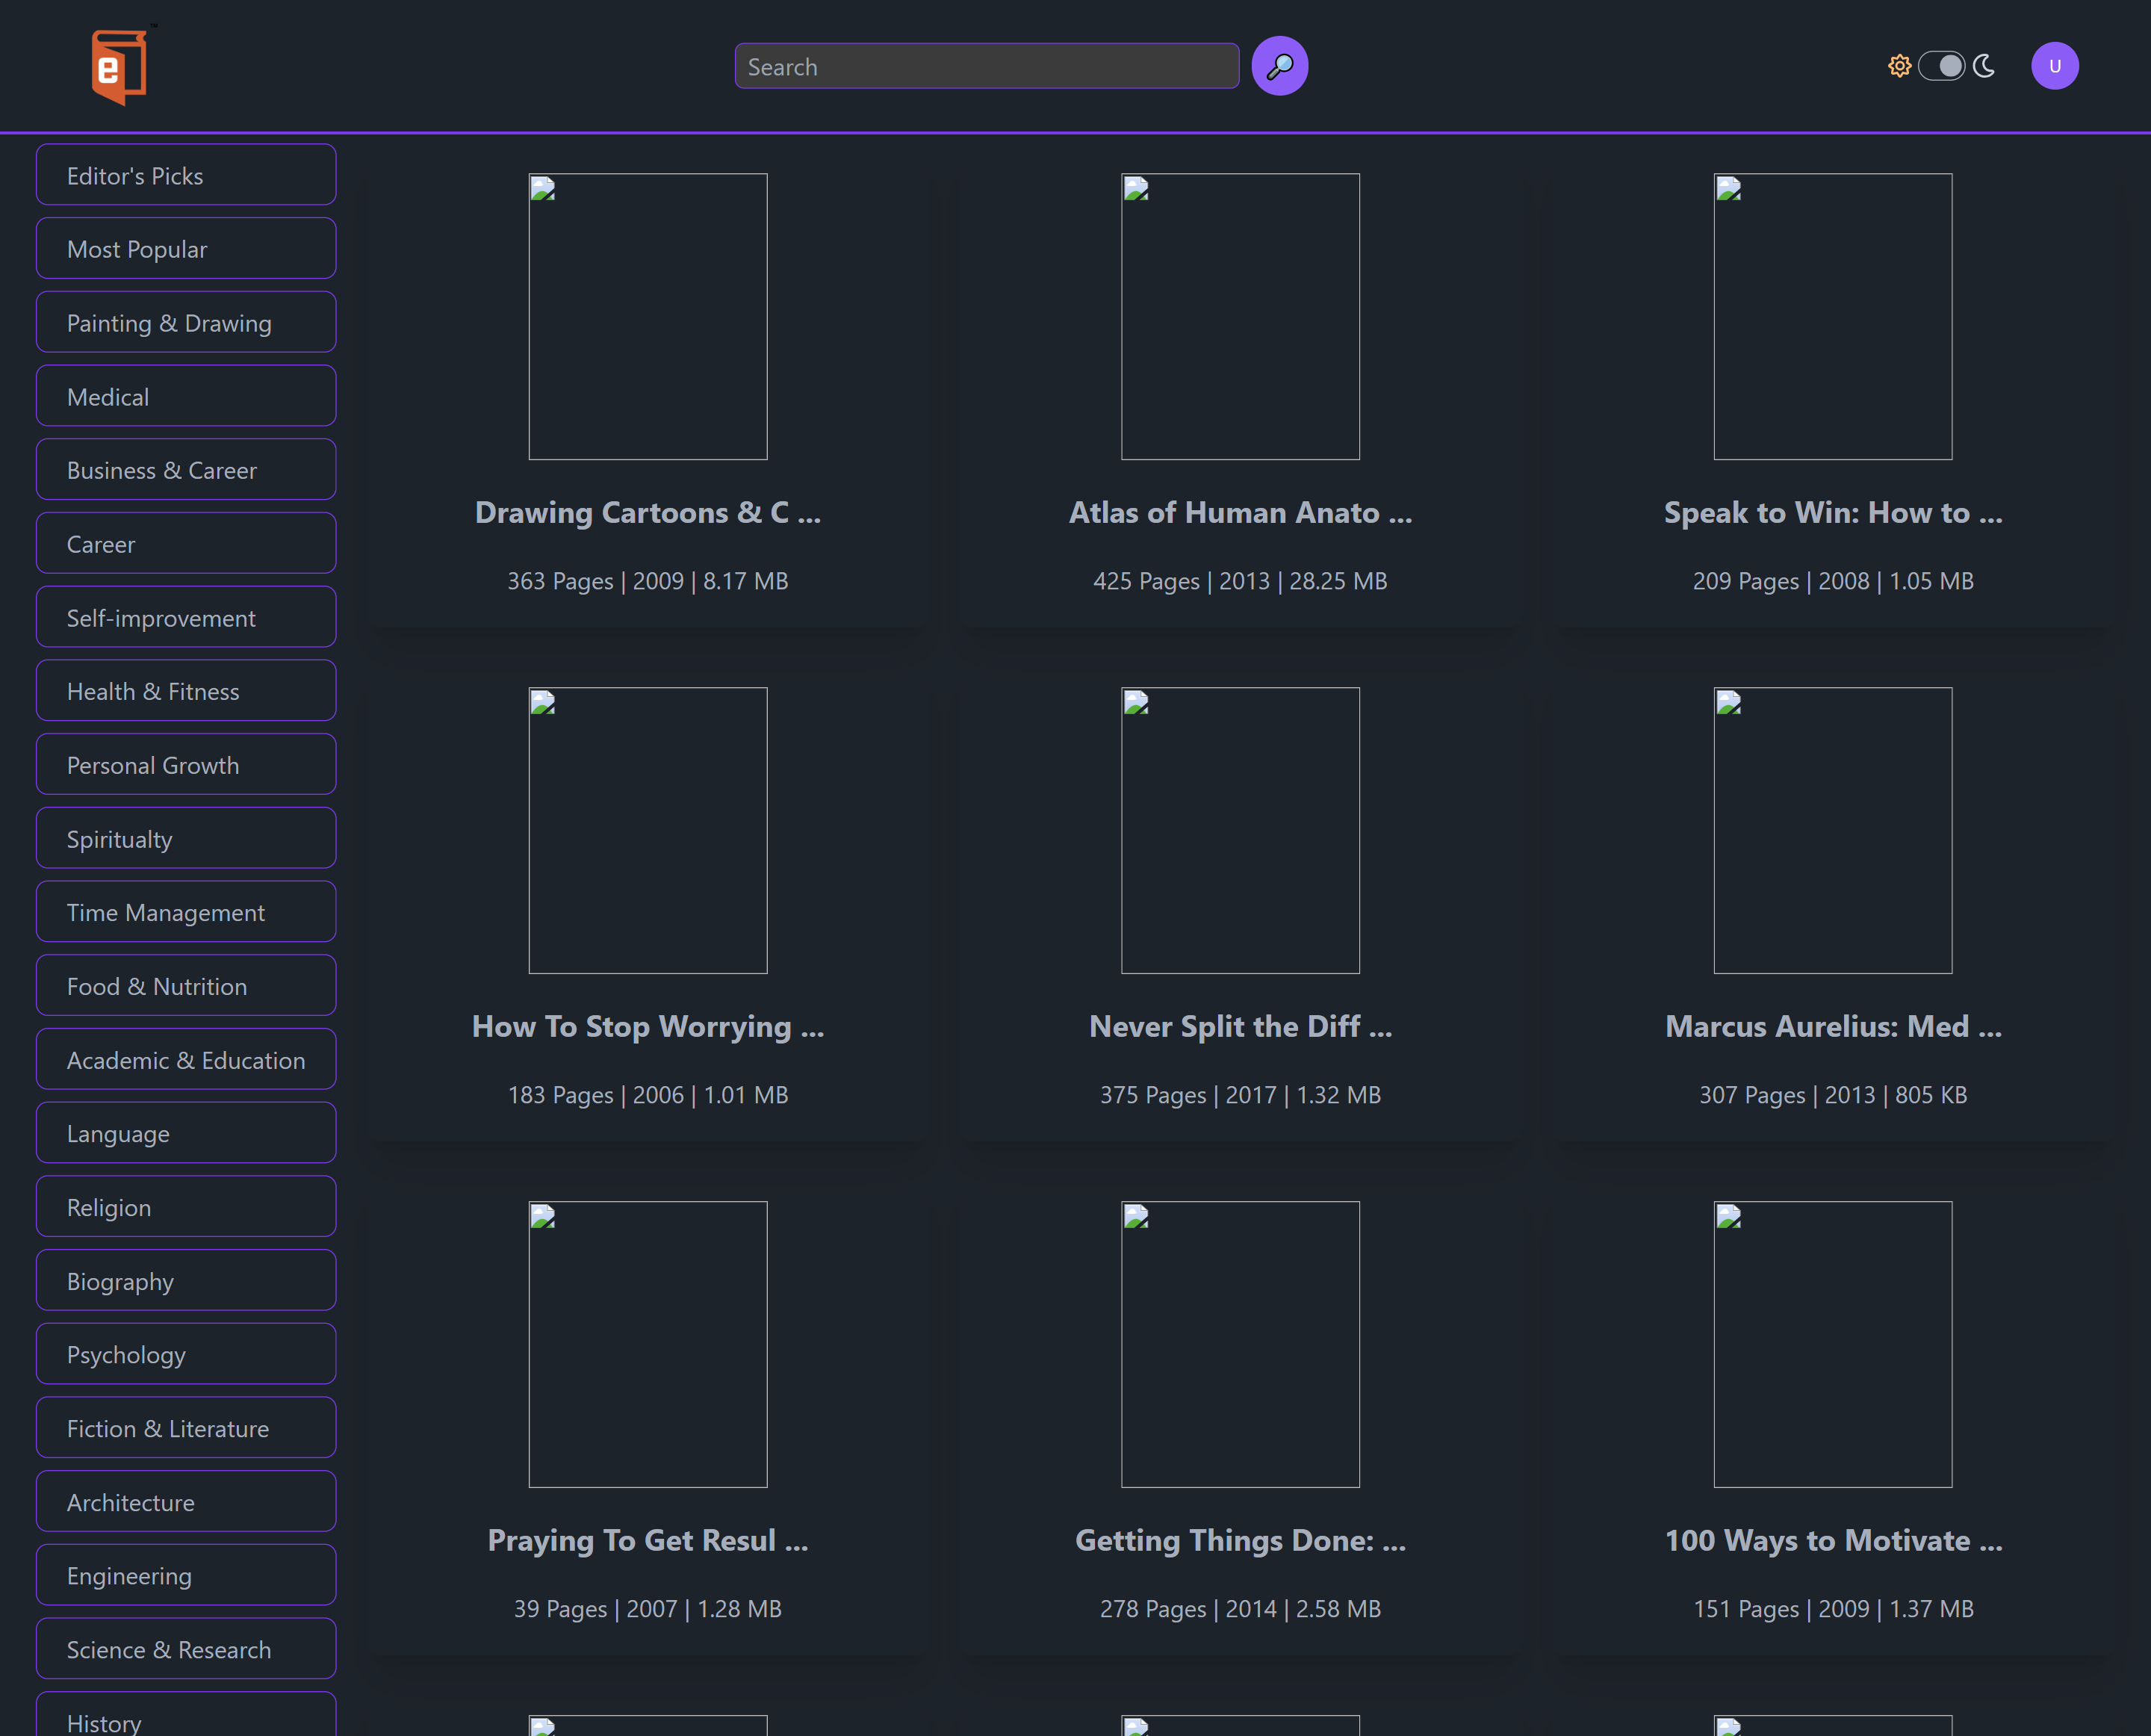 e
™
Search
U
Editor's Picks
Most Popular
Painting & Drawing
Medical
Business & Career
Career
Self-improvement
Health & Fitness
Personal Growth
Spiritualty
Time Management
Food & Nutrition
Academic & Education
Language
Religion
Biography
Psychology
Fiction & Literature
Architecture
Engineering
Science & Research
History
Drawing Cartoons & C ...
363 Pages | 2009 | 8.17 MB
Atlas of Human Anato ...
425 Pages | 2013 | 28.25 MB
Speak to Win: How to ...
209 Pages | 2008 | 1.05 MB
How To Stop Worrying ...
183 Pages | 2006 | 1.01 MB
Never Split the Diff ...
375 Pages | 2017 | 1.32 MB
Marcus Aurelius: Med ...
307 Pages | 2013 | 805 KB
Praying To Get Resul ...
39 Pages | 2007 | 1.28 MB
Getting Things Done: ...
278 Pages | 2014 | 2.58 MB
100 Ways to Motivate ...
151 Pages | 2009 | 1.37 MB